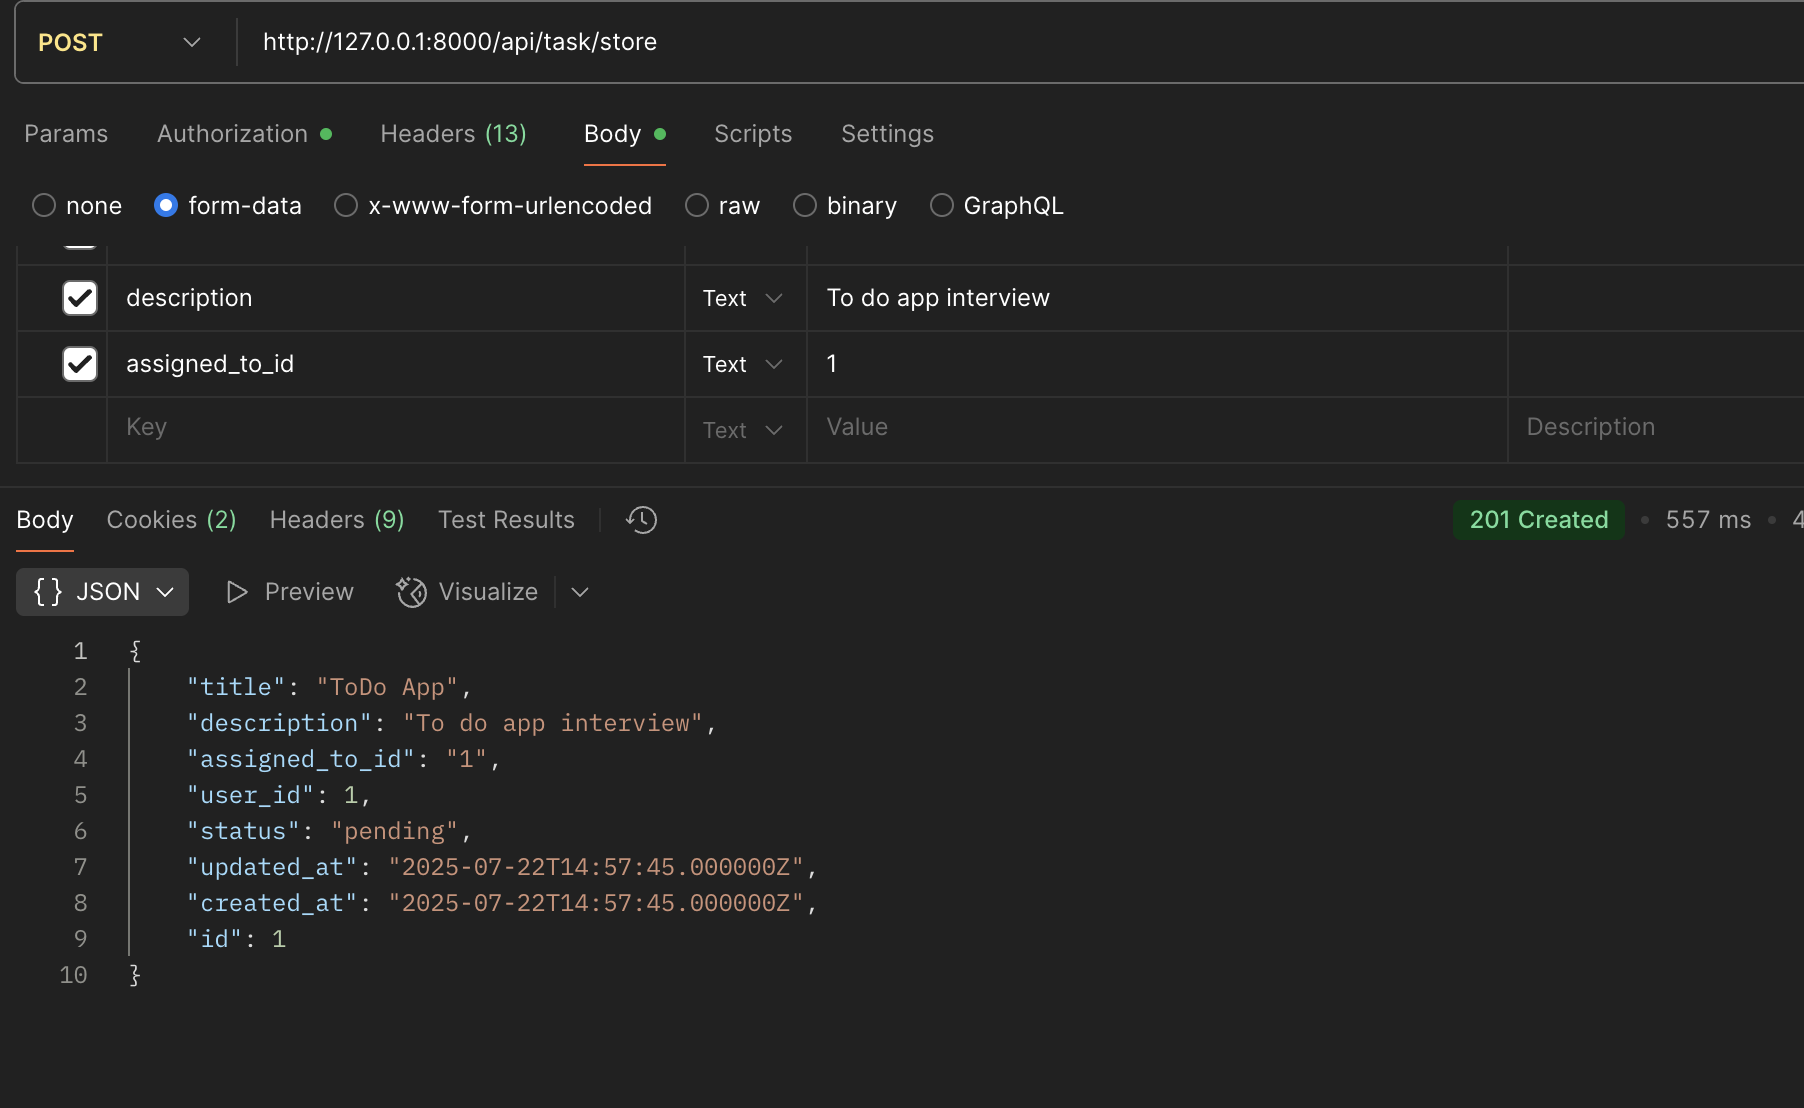 POST http://127.0.0.1:8000/api/task/store
Params Authorization Headers (13) Body Scripts Settings
none form-data x-www-form-urlencoded raw binary GraphQL
description Text To do app interview
assigned_to_id Text 1
Key Text Value Description
Body Cookies (2) Headers (9) Test Results 201 Created • 557 ms • 4
{} JSON Preview Visualize
1 {
2 "title": "ToDo App",
3 "description": "To do app interview",
4 "assigned_to_id": "1",
5 "user_id": 1,
6 "status": "pending",
7 "updated_at": "2025-07-22T14:57:45.000000Z",
8 "created_at": "2025-07-22T14:57:45.000000Z",
9 "id": 1
10 }